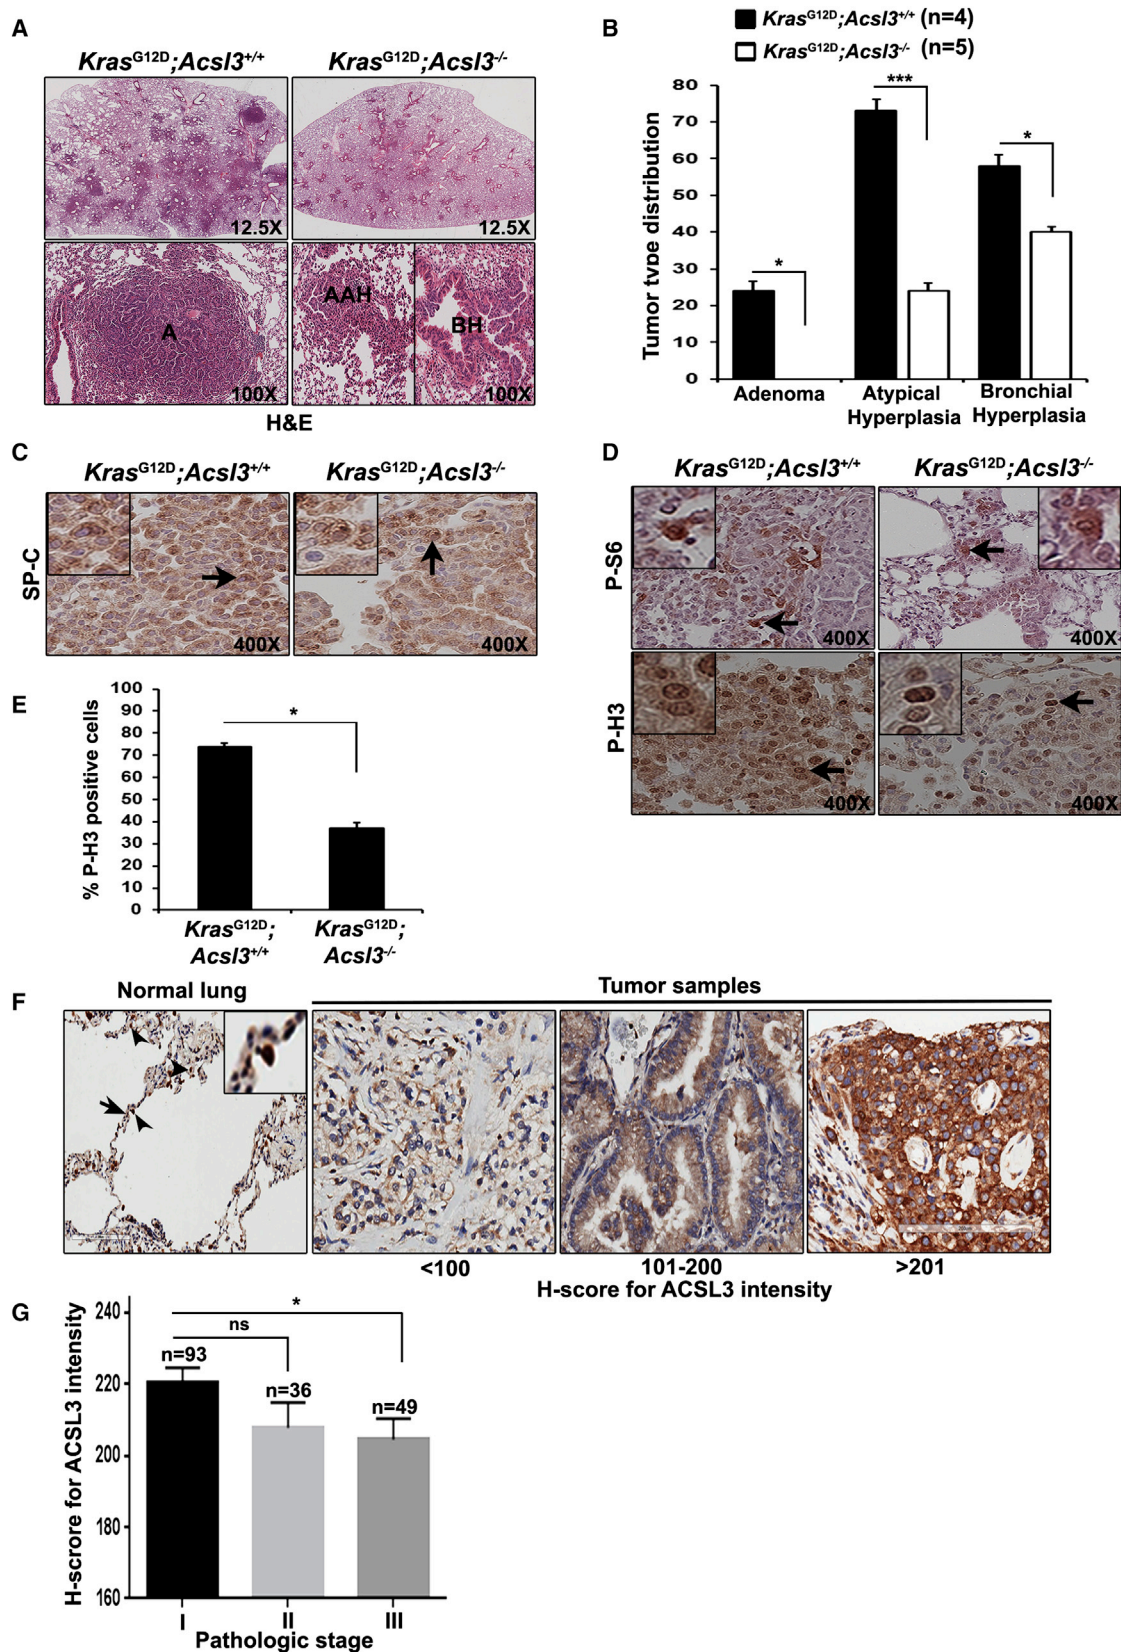 A
Kras^G12D;Acsl3^+/+
Kras^G12D;Acsl3^-/-
12.5X
12.5X
A
AAH
BH
100X
100X
H&E
B
Kras^G12D;Acsl3^+/+ (n=4)
Kras^G12D;Acsl3^-/- (n=5)
Tumor type distribution
80
70
60
50
40
30
20
10
0
*
***
*
Adenoma
Atypical Hyperplasia
Bronchial Hyperplasia
C
Kras^G12D;Acsl3^+/+
Kras^G12D;Acsl3^-/-
SP-C
400X
400X
D
Kras^G12D;Acsl3^+/+
Kras^G12D;Acsl3^-/-
P-S6
400X
400X
P-H3
400X
400X
E
% P-H3 positive cells
100
90
80
70
60
50
40
30
20
10
0
*
Kras^G12D;
Acsl3^+/+
Kras^G12D;
Acsl3^-/-
F
Normal lung
Tumor samples
<100
101-200
>201
H-score for ACSL3 intensity
G
H-scrore for ACSL3 intensity
240
220
200
180
160
*
ns
n=93
n=36
n=49
I
II
III
Pathologic stage